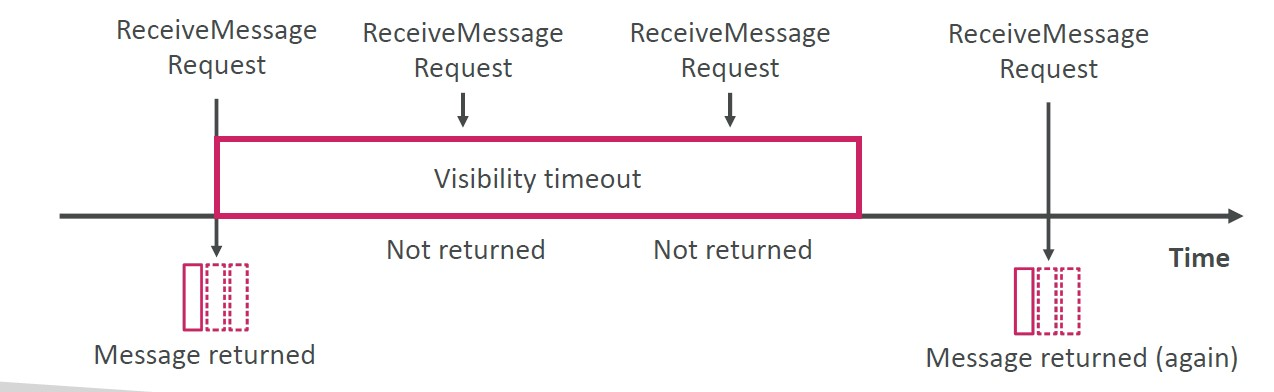 ReceiveMessage
Request
ReceiveMessage
Request
ReceiveMessage
Request
ReceiveMessage
Request
Visibility timeout
Not returned
Not returned
Time
Message returned
Message returned (again)